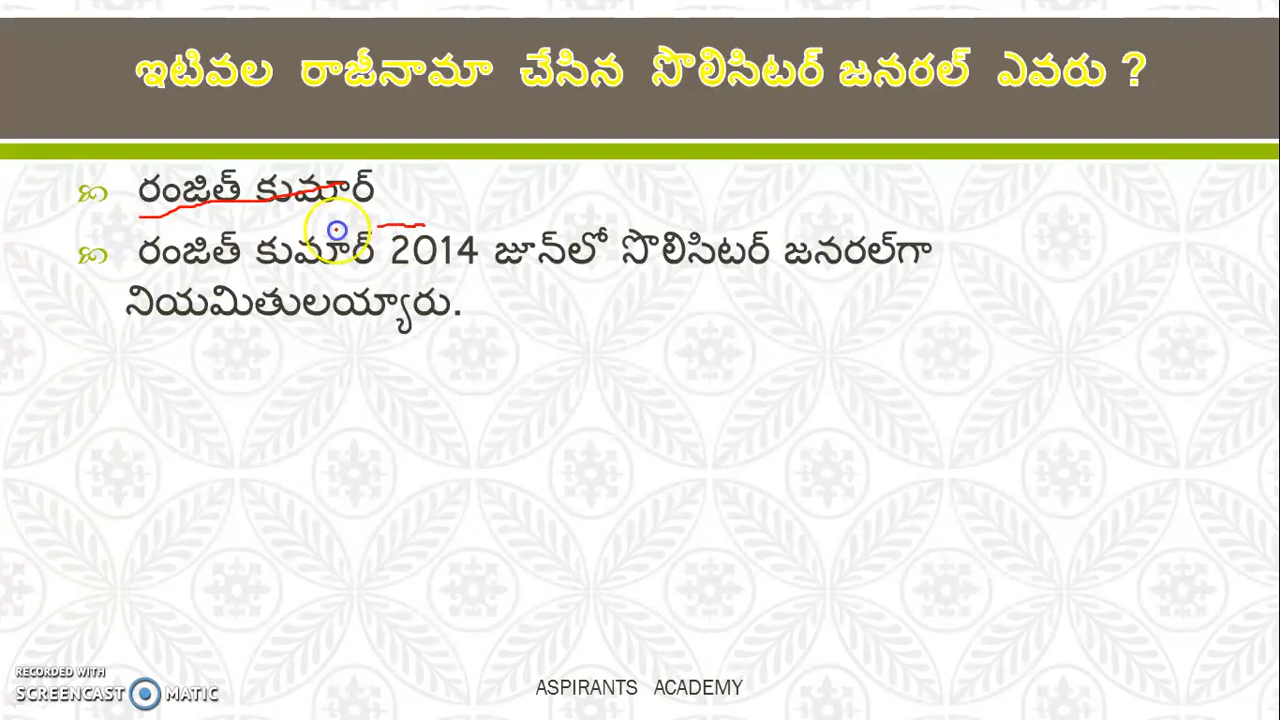 ఇటీవల రాజీనామా చేసిన సొలిసిటర్ జనరల్ ఎవరు ?
రంజిత్ కుమార్
రంజిత్ కుమార్ 2014 జూన్‌లో సొలిసిటర్ జనరల్‌గా
నియమితులయ్యారు.
RECORDED WITH
SCREENCAST MATIC
ASPIRANTS ACADEMY